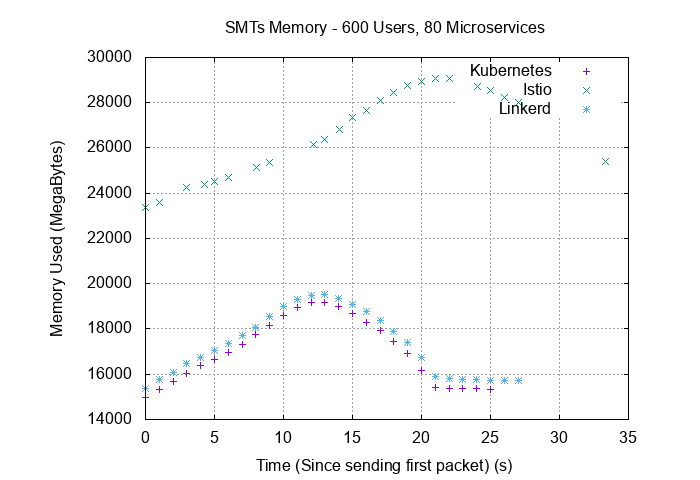 SMTs Memory - 600 Users, 80 Microservices
30000
28000
26000
24000
22000
20000
18000
16000
14000
Memory Used (MegaBytes)
Kubernetes
Istio
Linkerd
0 5 10 15 20 25 30 35
Time (Since sending first packet) (s)